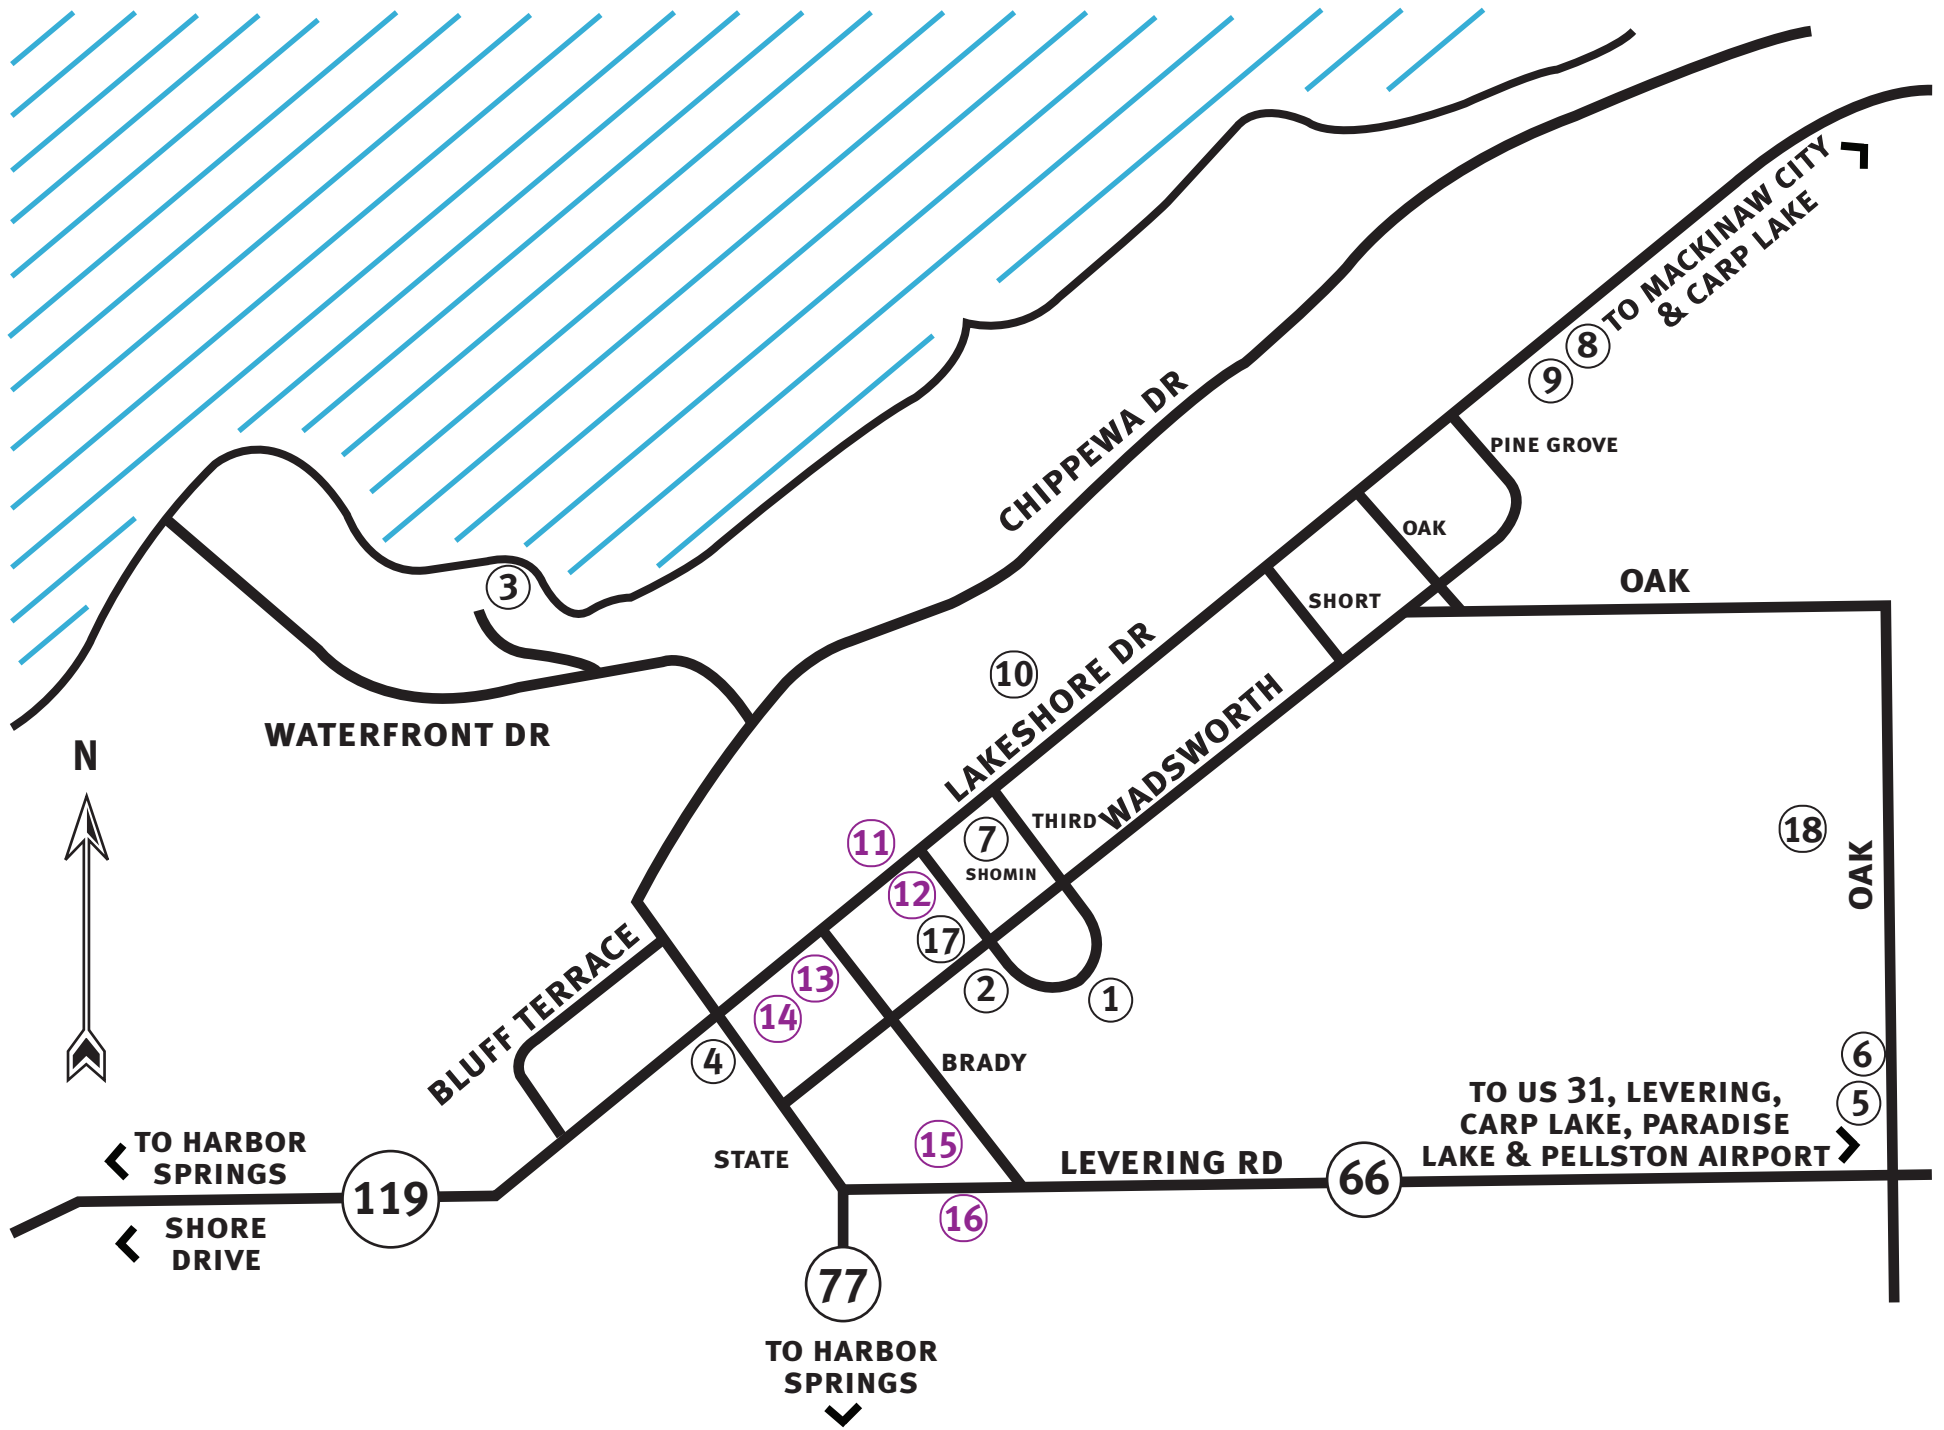 TO MACKINAW CITY
& CARP LAKE
8
9
CHIPPEWA DR
PINE GROVE
OAK
3
OAK
SHORT
10
LAKESHORE DR
WATERFRONT DR
WADSWORTH
N
THIRD
7
SHOMIN
11
12
17
18
OAK
13
14
2
1
BLUFF TERRACE
4
BRADY
6
5
TO US 31, LEVERING,
CARP LAKE, PARADISE
LAKE & PELLSTON AIRPORT
TO HARBOR
SPRINGS
119
SHORE
DRIVE
STATE
15
LEVERING RD
66
16
77
TO HARBOR
SPRINGS